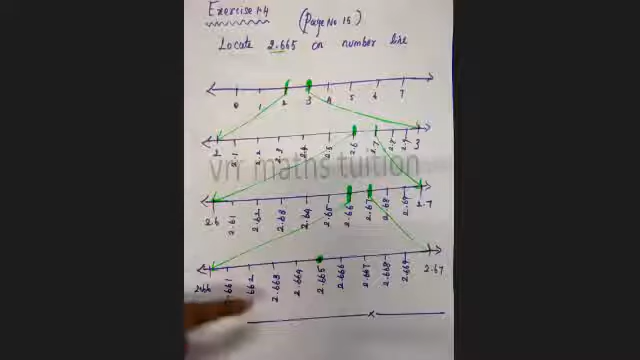 Exercise 1.4
(Page No 15)
Locate 2.665 on number line
0 1 2 3 4 5 6 7
2 2.1 2.2 2.3 2.4 2.5 2.6 2.7 2.8 2.9 3
vrr maths tuition
2.6 2.61 2.62 2.63 2.64 2.65 2.66 2.67 2.68 2.69 2.7
2.66 2.661 2.662 2.663 2.664 2.665 2.666 2.667 2.668 2.669 2.67
x